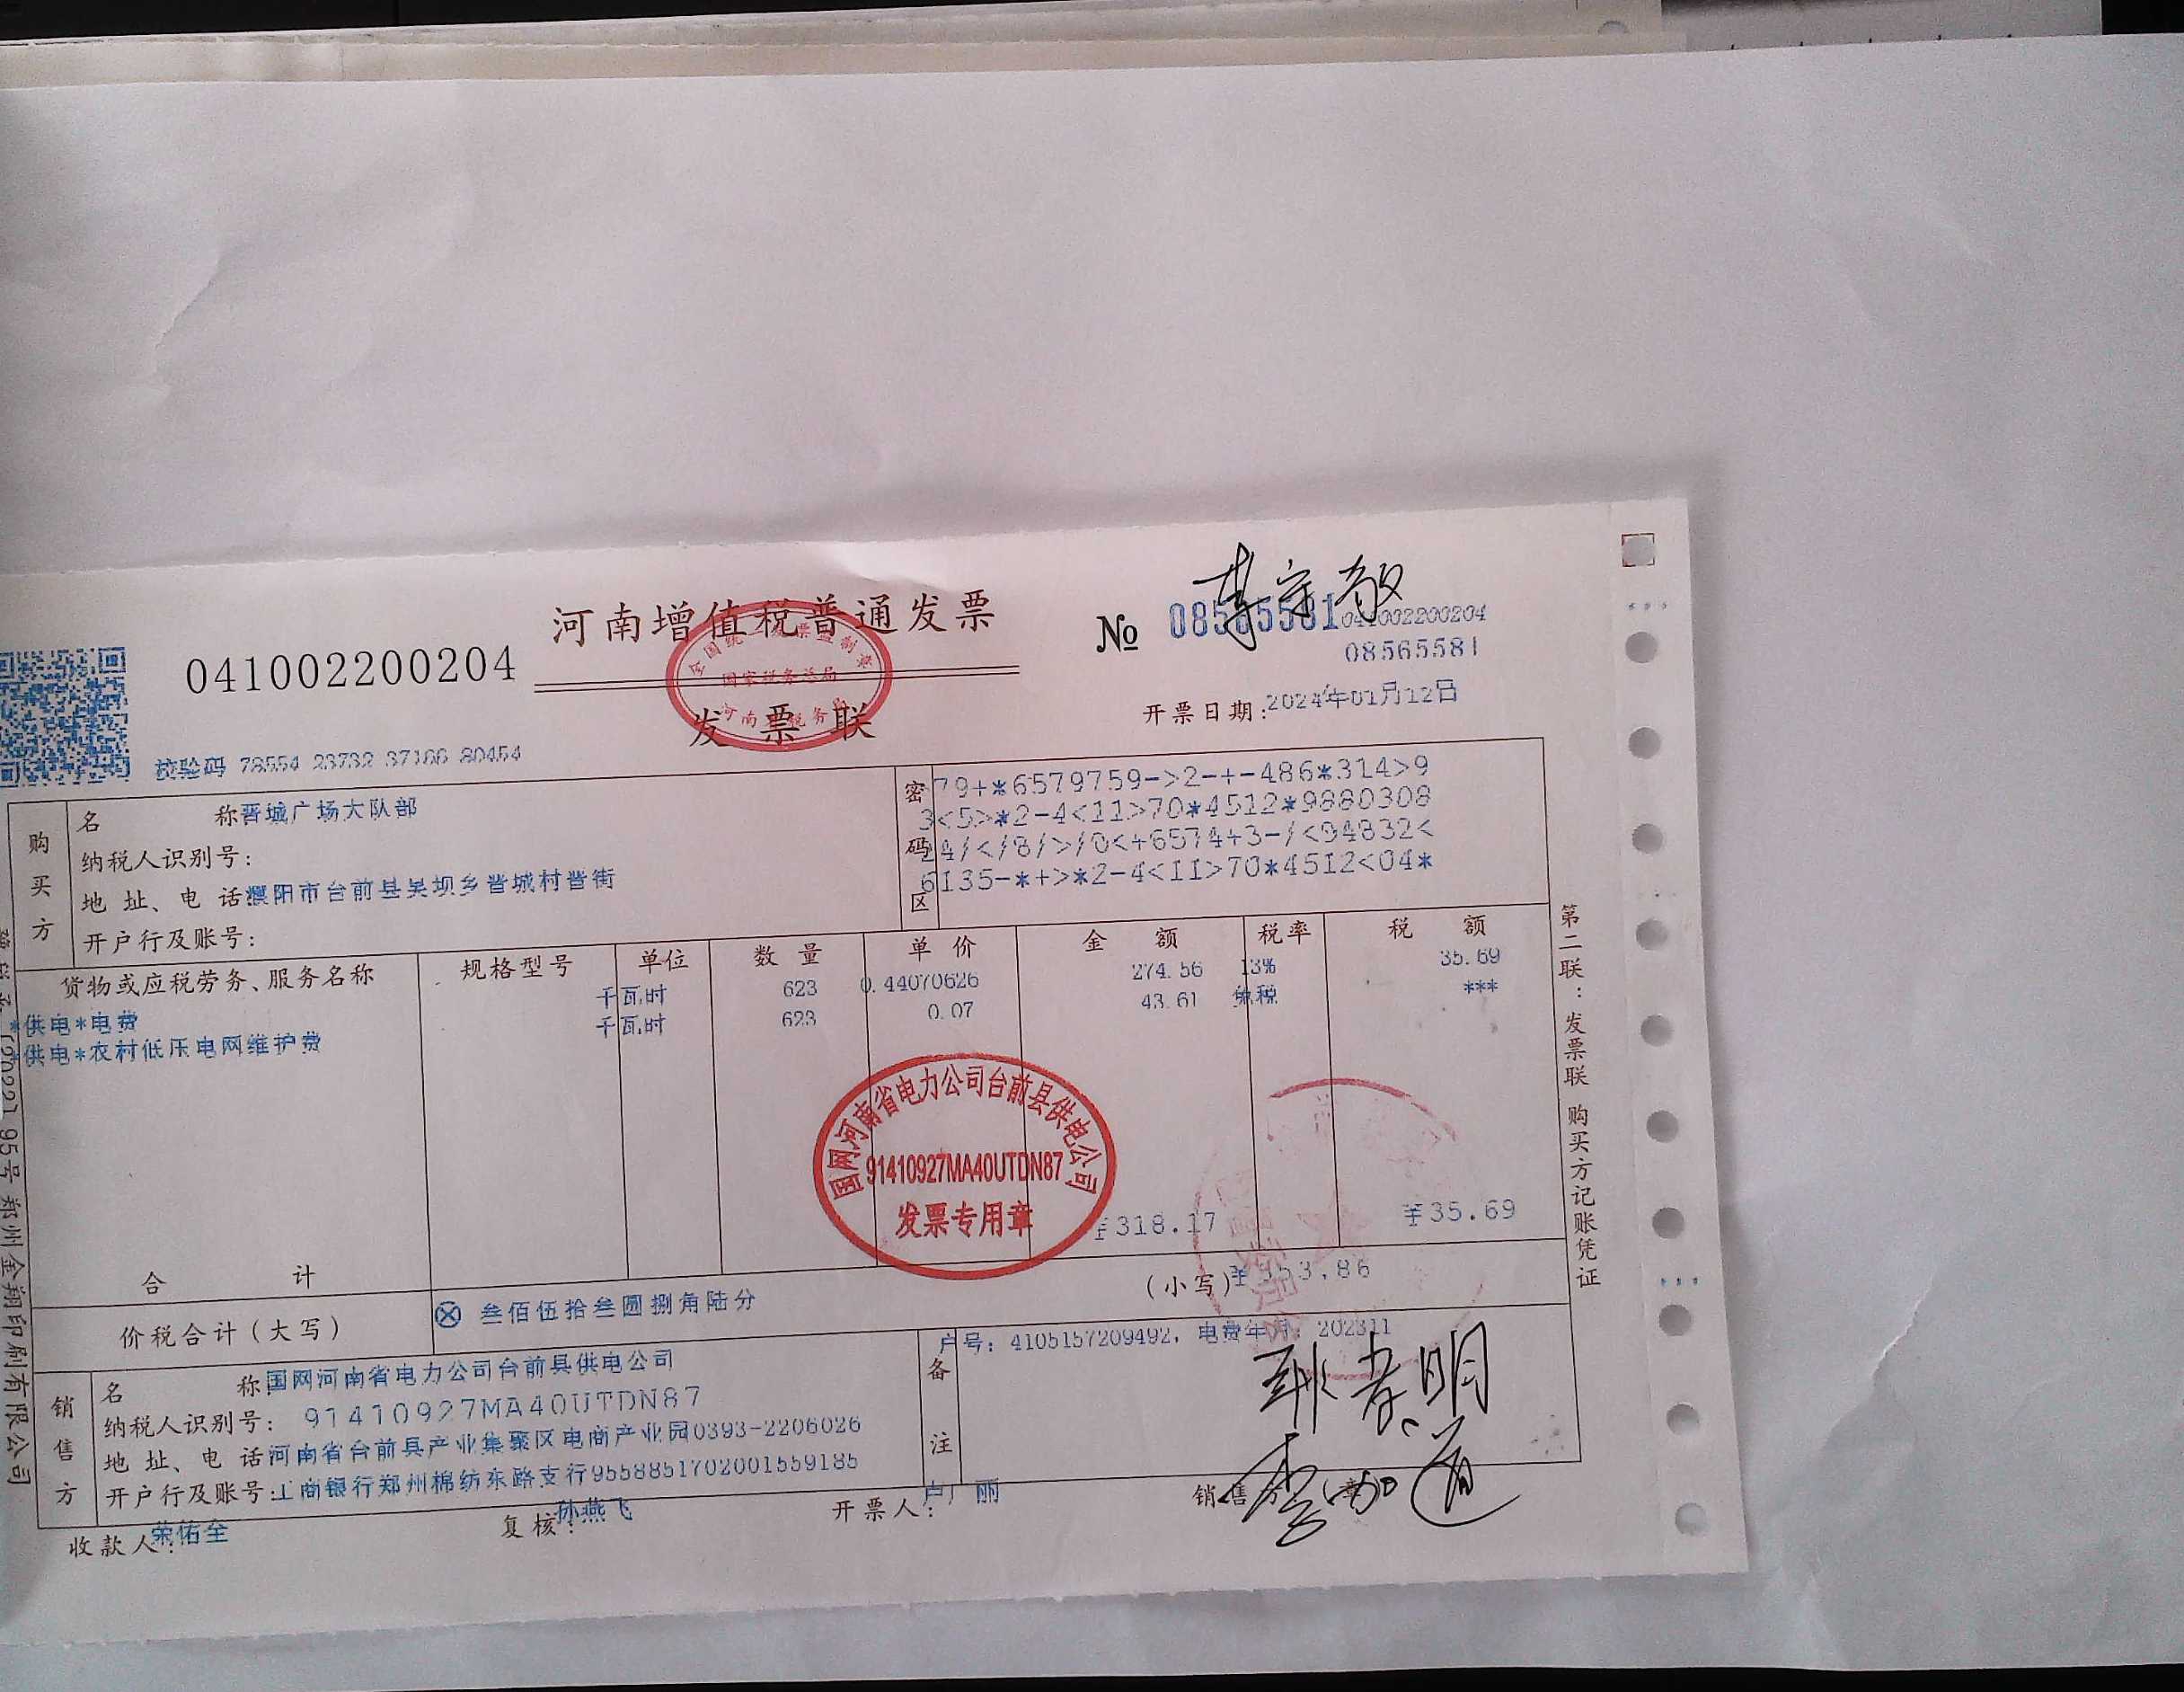 河南增值税普通发票
041002200204
№ 08565581
041002200204
08565581
发票联
开票日期:2024年01月12日
校验码 78554 23732 37166 80454
购买方
名称 晋城广场大队部
纳税人识别号:
地址、电话 濮阳市台前县吴坝乡晋城村晋街
开户行及账号:
密码区
79+*6579759->2-+-486*314>9
3<5>*2-4<11>70*4512*9880308
24/</8/>/0<+6574+3-/<94832<
6135-*+>*2-4<11>70*4512<04*
货物或应税劳务、服务名称 规格型号 单位 数量 单价 金额 税率 税额
*供电*电费 千瓦时 623 0.44070626 274.56 13% 35.69
*供电*农村低压电网维护费 千瓦时 623 0.07 43.61 免税 ***
国网河南省电力公司台前县供电公司
91410927MA40UTDN87
发票专用章
合计 ¥318.17 ¥35.69
价税合计(大写) ⊗ 叁佰伍拾叁圆捌角陆分 (小写)¥353.86
销售方
名称 国网河南省电力公司台前县供电公司
纳税人识别号: 91410927MA40UTDN87
地址、电话 河南省台前县产业集聚区电商产业园0393-2206026
开户行及账号:工商银行郑州棉纺东路支行9558851702001559185
备注
户号: 4105157209492, 电费年月: 202311
收款人:荣佑全 复核:孙燕飞 开票人:卢丽 销售方:
第二联:发票联 购买方记账凭证
[2022]95号郑州金翔印刷有限公司